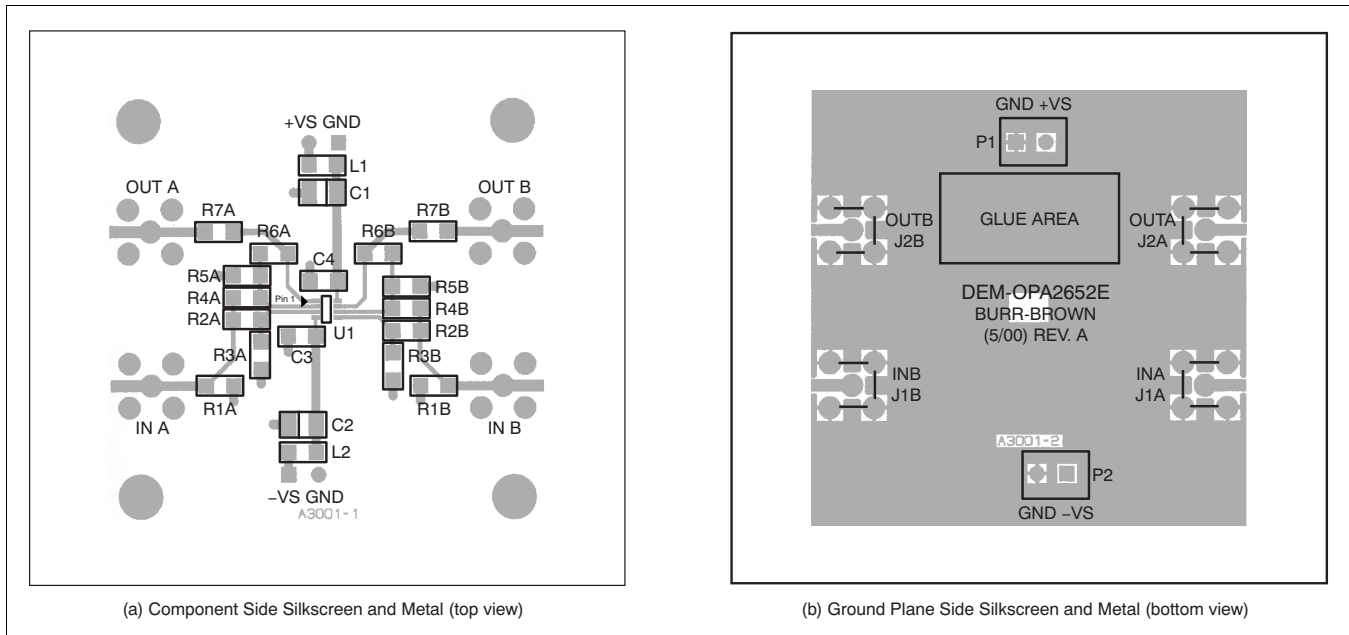 +VS GND
L1
C1
OUT A
OUT B
R7A
R7B
R6A
R6B
C4
R5A
R5B
R4A
Pin 1
R4B
R2A
U1
R2B
R3A
C3
R3B
R1A
R1B
IN A
C2
IN B
L2
−VS GND
A3001-1
(a) Component Side Silkscreen and Metal (top view)
GND +VS
P1
GLUE AREA
OUTB
J2B
OUTA
J2A
DEM-OPA2652E
BURR-BROWN
(5/00) REV. A
INB
J1B
INA
J1A
A3001-2
P2
GND −VS
(b) Ground Plane Side Silkscreen and Metal (bottom view)